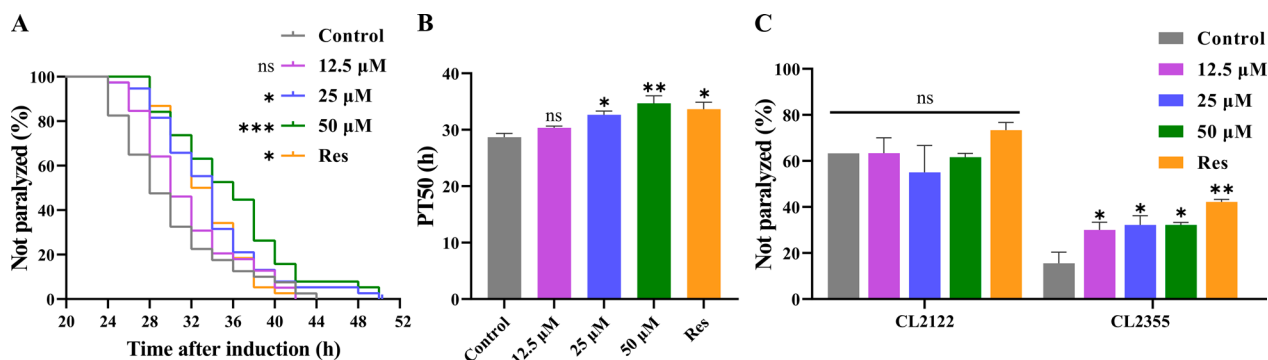 A
Control
ns 12.5 μM
* 25 μM
*** 50 μM
* Res
Not paralyzed (%)
100
80
60
40
20
0
20 24 28 32 36 40 44 48 52
Time after induction (h)
B
PT50 (h)
40
30
20
10
0
ns * ** *
Control 12.5 μM 25 μM 50 μM Res
C
Control
12.5 μM
25 μM
50 μM
Res
Not paralyzed (%)
100
80
60
40
20
0
ns
* * * **
CL2122 CL2355